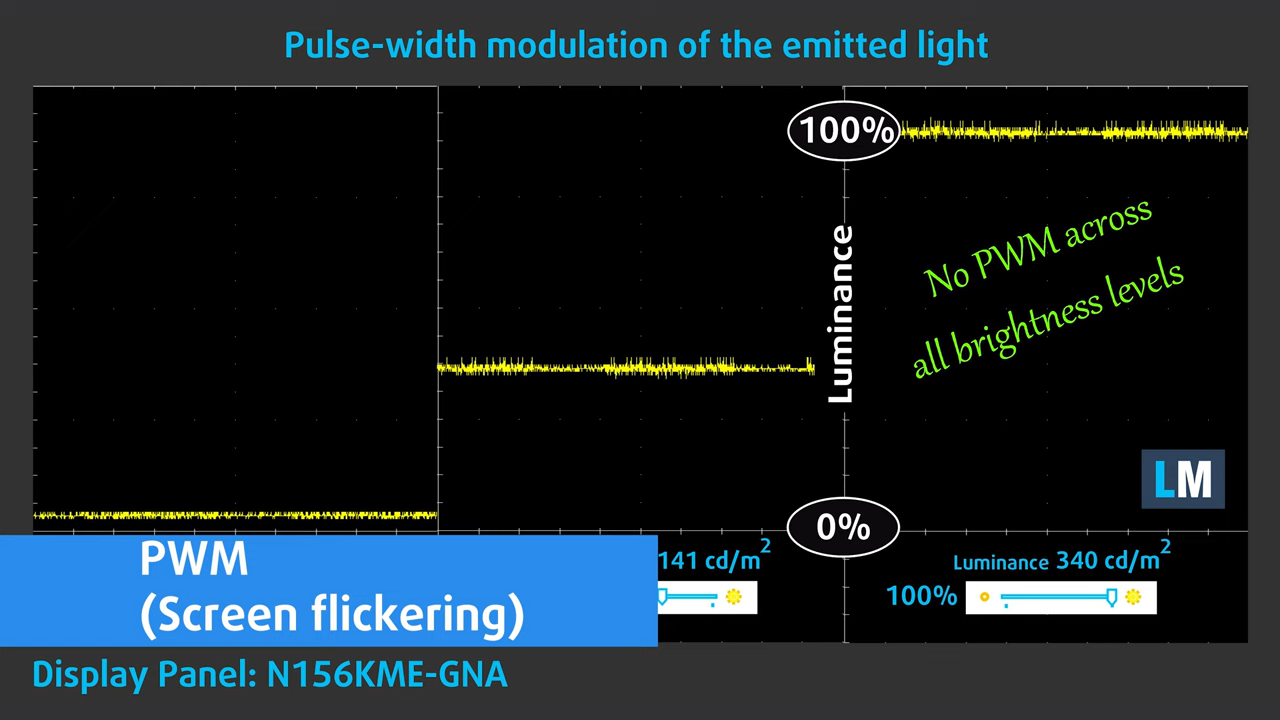 Pulse-width modulation of the emitted light
100%
Luminance
No PWM across
all brightness levels
LM
0%
141 cd/m²
Luminance 340 cd/m²
100%
PWM
(Screen flickering)
Display Panel: N156KME-GNA